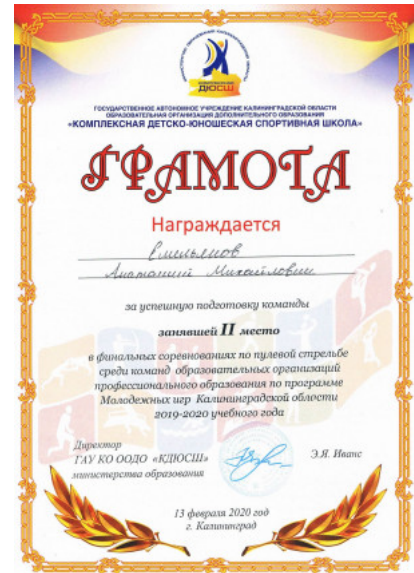 ДЮСШ
ГОСУДАРСТВЕННОЕ АВТОНОМНОЕ УЧРЕЖДЕНИЕ КАЛИНИНГРАДСКОЙ ОБЛАСТИ
ОБРАЗОВАТЕЛЬНАЯ ОРГАНИЗАЦИЯ ДОПОЛНИТЕЛЬНОГО ОБРАЗОВАНИЯ
«КОМПЛЕКСНАЯ ДЕТСКО-ЮНОШЕСКАЯ СПОРТИВНАЯ ШКОЛА»
ГРАМОТА
Награждается
Емельянов
Анатолий Михайлович
за успешную подготовку команды
занявшей II место
в финальных соревнованиях по пулевой стрельбе
среди команд образовательных организаций
профессионального образования по программе
Молодежных игр Калининградской области
2019-2020 учебного года
Директор
ГАУ КО ООДО «КДЮСШ»
министерства образования
Э.Я. Иванс
13 февраля 2020 год
г. Калининград